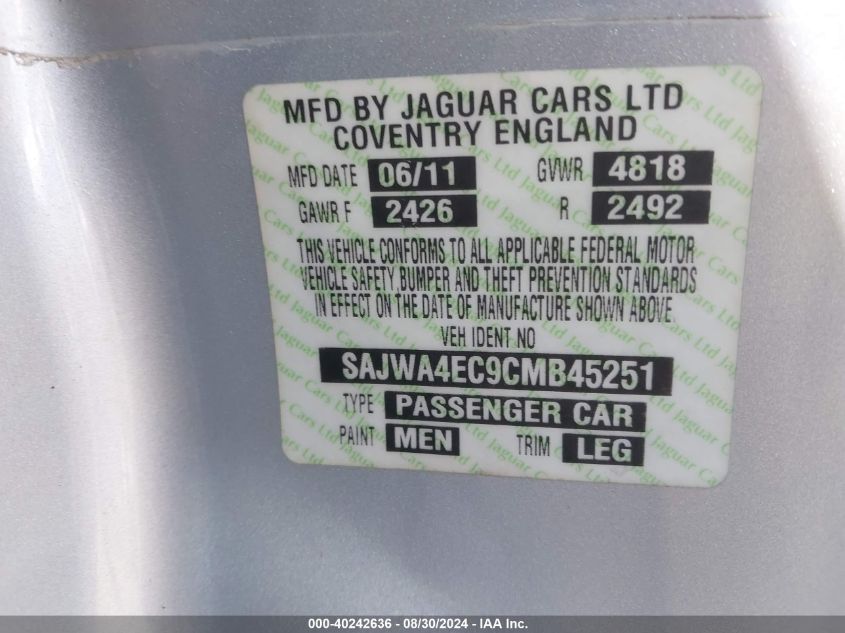 MFD BY JAGUAR CARS LTD
COVENTRY ENGLAND
MFD DATE 06/11 GVWR 4818
GAWR F 2426 R 2492
THIS VEHICLE CONFORMS TO ALL APPLICABLE FEDERAL MOTOR
VEHICLE SAFETY,BUMPER AND THEFT PREVENTION STANDARDS
IN EFFECT ON THE DATE OF MANUFACTURE SHOWN ABOVE.
VEH IDENT NO
SAJWA4EC9CMB45251
TYPE PASSENGER CAR
PAINT MEN TRIM LEG
000-40242636 - 08/30/2024 - IAA Inc.